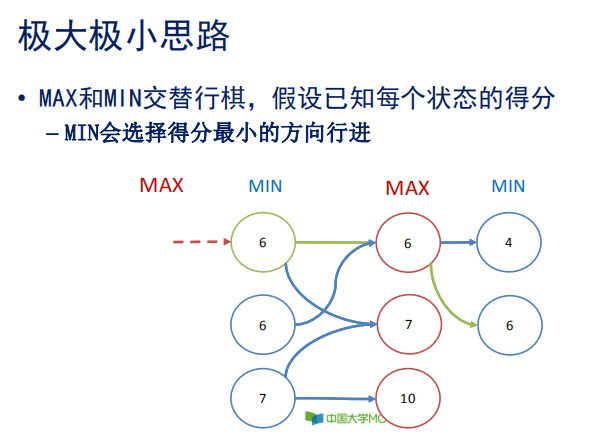 极大极小思路
• MAX和MIN交替行棋，假设已知每个状态的得分
– MIN会选择得分最小的方向行进
MAX MIN MAX MIN
6 6 4
6 7 6
7 10
中国大学MO